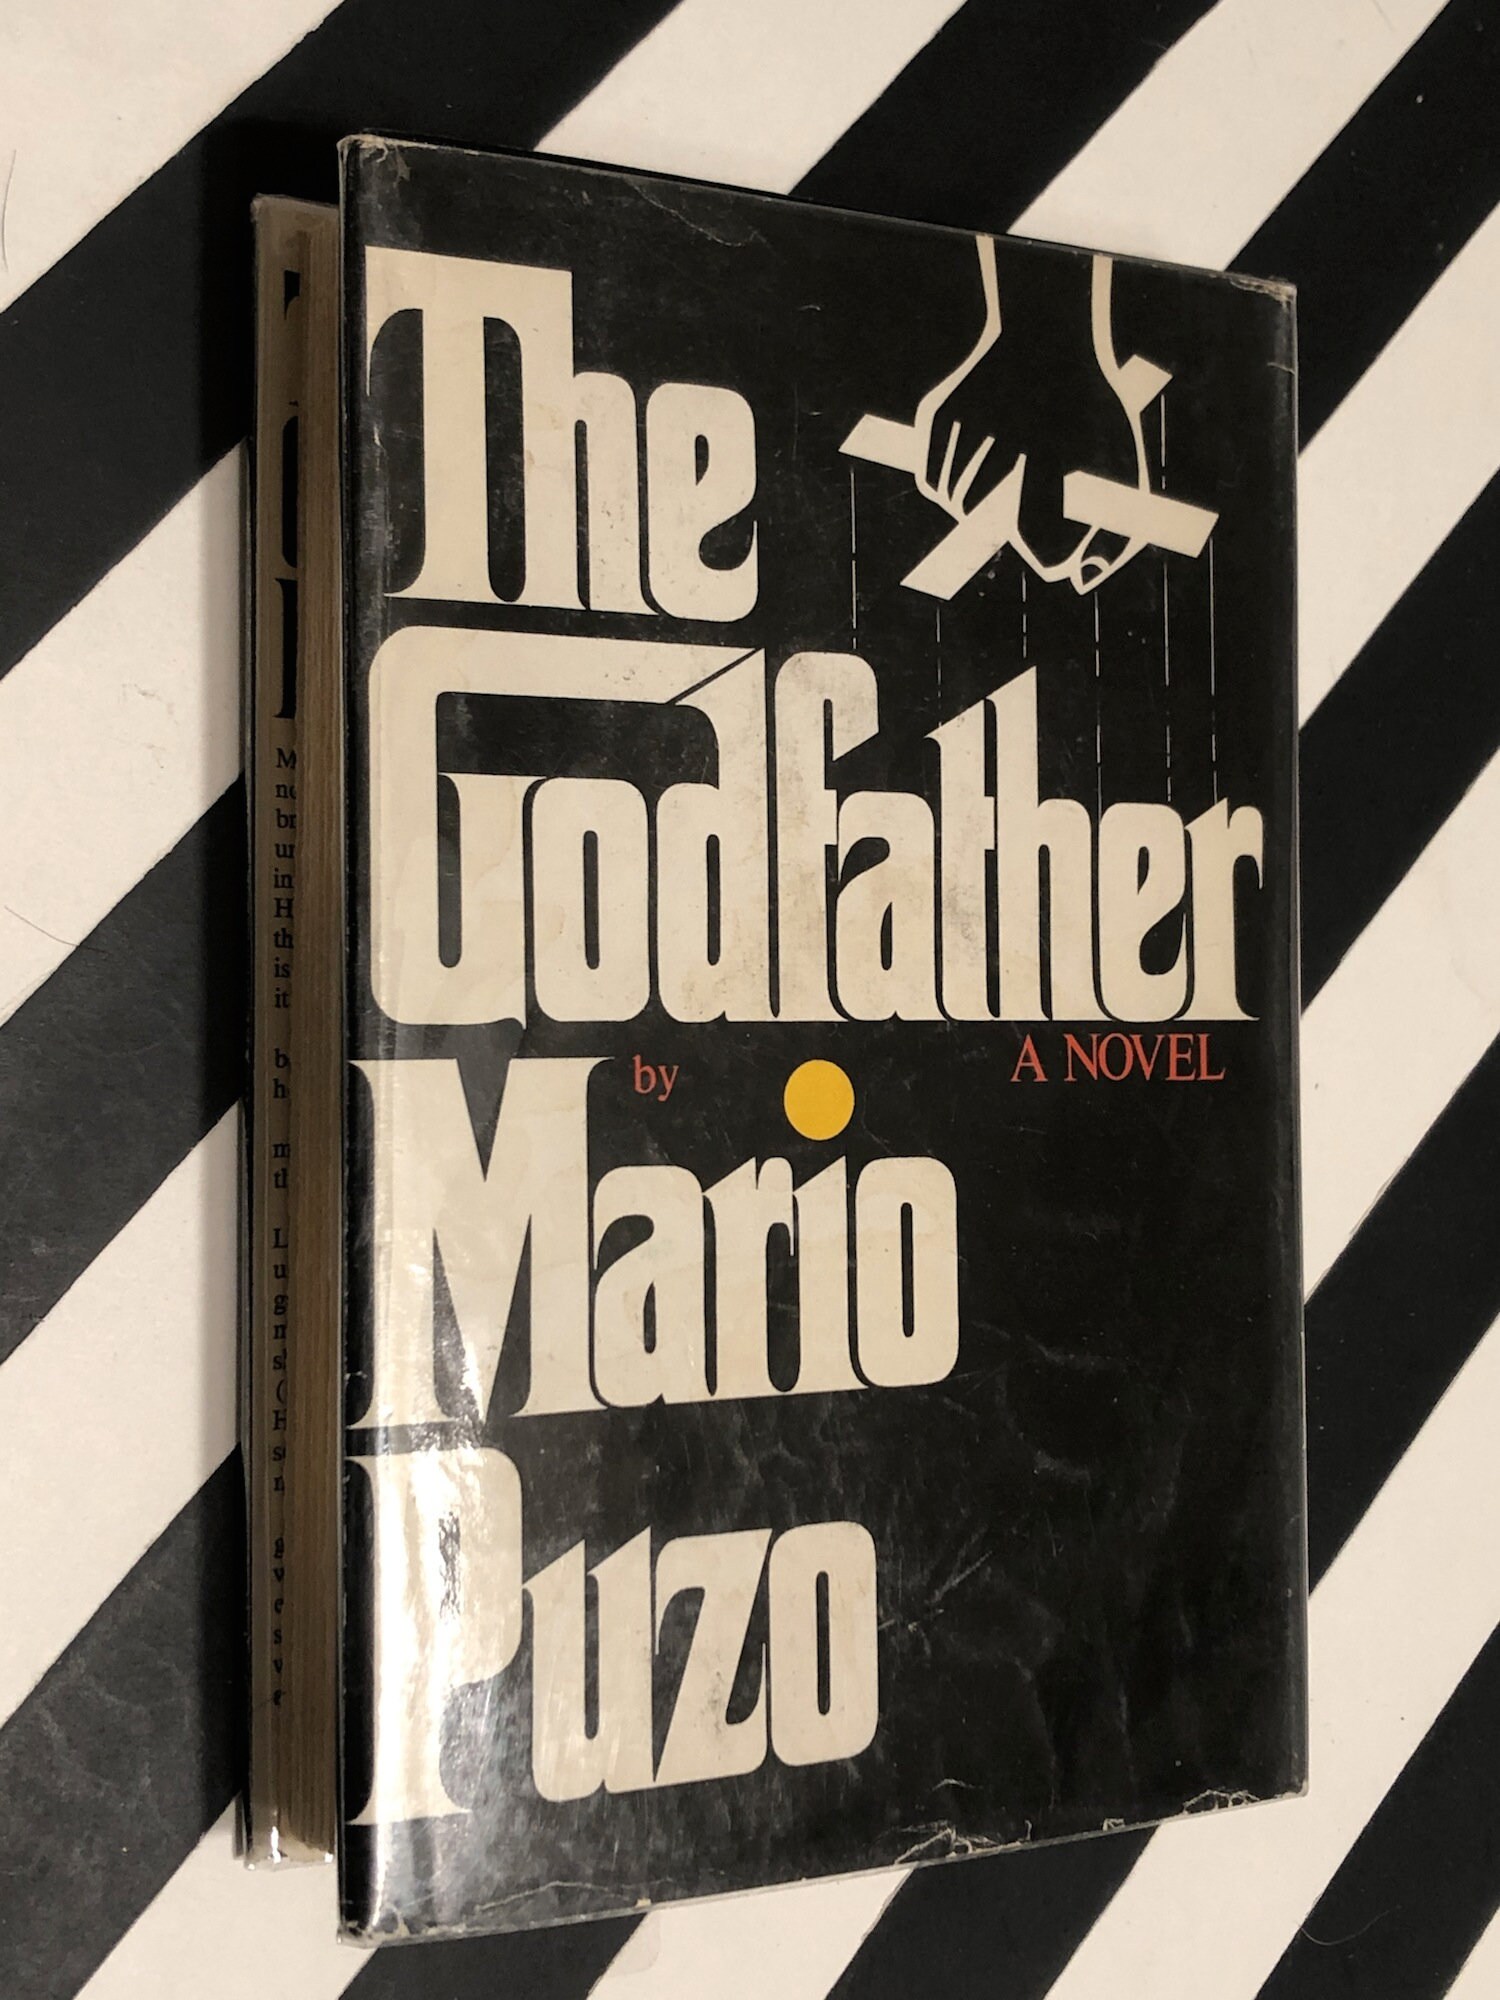 The
Godfather
by
A NOVEL
Mario
Puzo